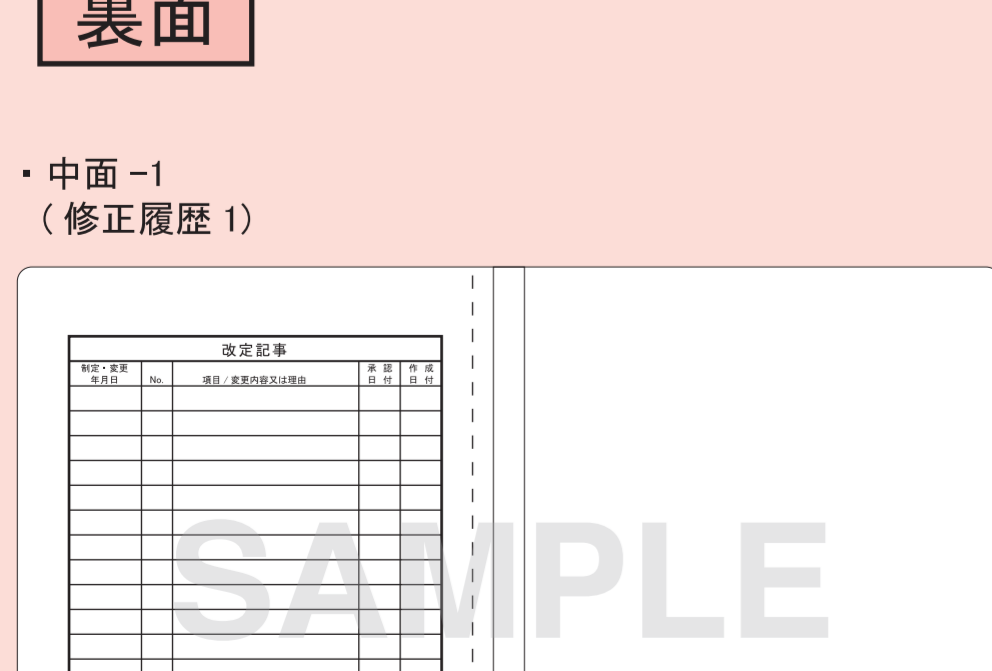 裏面
・中面 −1
(修正履歴 1)
改定記事
制定・変更
年月日
No.
項目 / 変更内容又は理由
承 認
日 付
作 成
日 付
SAMPLE